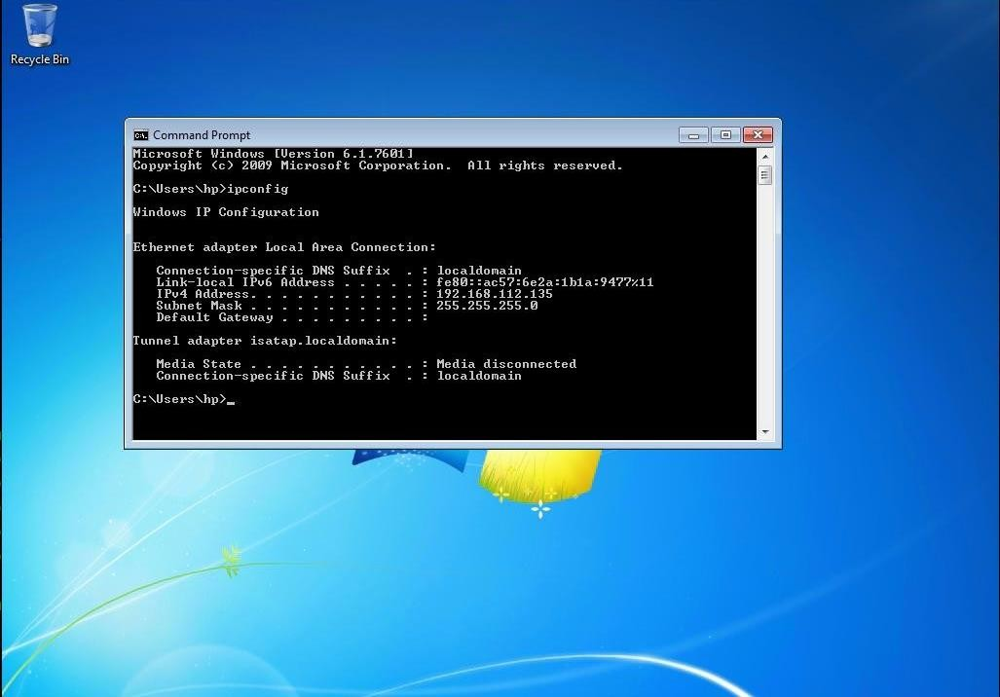 Recycle Bin
Command Prompt
Microsoft Windows [Version 6.1.7601]
Copyright (c) 2009 Microsoft Corporation.  All rights reserved.
C:\Users\hp>ipconfig
Windows IP Configuration
Ethernet adapter Local Area Connection:
   Connection-specific DNS Suffix  . : localdomain
   Link-local IPv6 Address . . . . . : fe80::ac57:6e2a:1b1a:9477%11
   IPv4 Address. . . . . . . . . . . : 192.168.112.135
   Subnet Mask . . . . . . . . . . . : 255.255.255.0
   Default Gateway . . . . . . . . . :
Tunnel adapter isatap.localdomain:
   Media State . . . . . . . . . . . : Media disconnected
   Connection-specific DNS Suffix  . : localdomain
C:\Users\hp>_